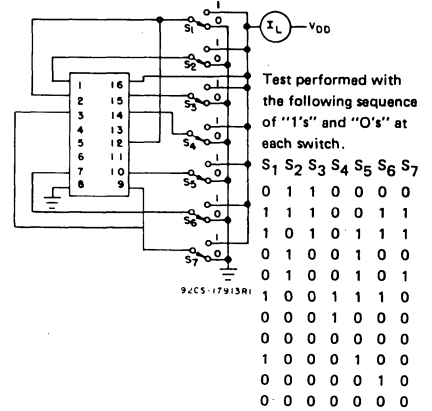 1
S1 0
IL VDD
1
S2 0
1
S3 0
1
S4 0
1
S5 0
1
S6 0
1
S7 0
1 16
2 15
3 14
4 13
5 12
6 11
7 10
8 9
92CS-17913R1
Test performed with
the following sequence
of "1's" and "0's" at
each switch.
S1 S2 S3 S4 S5 S6 S7
0 1 1 0 0 0 0
1 1 1 0 0 1 1
1 0 1 0 1 1 1
0 1 0 0 1 0 0
0 1 0 0 1 0 1
1 0 0 1 1 1 0
0 0 0 1 0 0 0
0 0 0 0 0 0 0
1 0 0 0 1 0 0
0 0 0 0 0 1 0
0 0 0 0 0 0 0